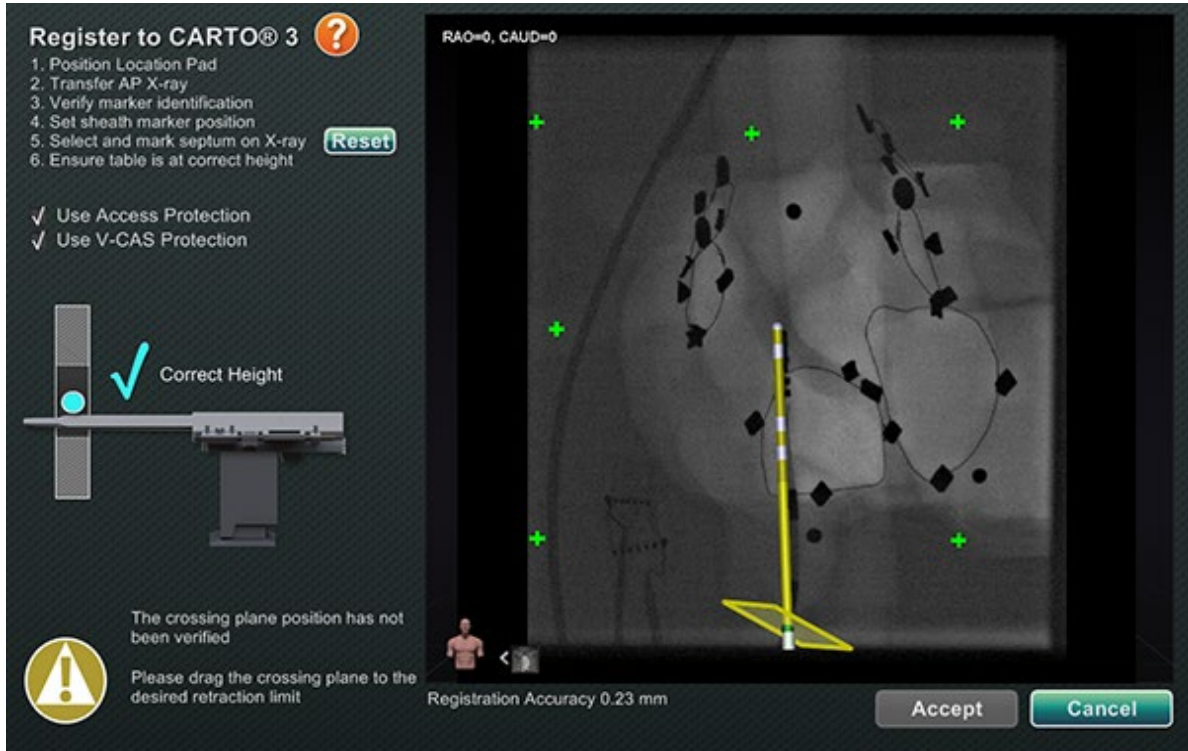 Register to CARTO® 3 ?
1. Position Location Pad
2. Transfer AP X-ray
3. Verify marker identification
4. Set sheath marker position
5. Select and mark septum on X-ray Reset
6. Ensure table is at correct height
√ Use Access Protection
√ Use V-CAS Protection
Correct Height
The crossing plane position has not
been verified
Please drag the crossing plane to the
desired retraction limit
RAO=0, CAUD=0
Registration Accuracy 0.23 mm
Accept
Cancel